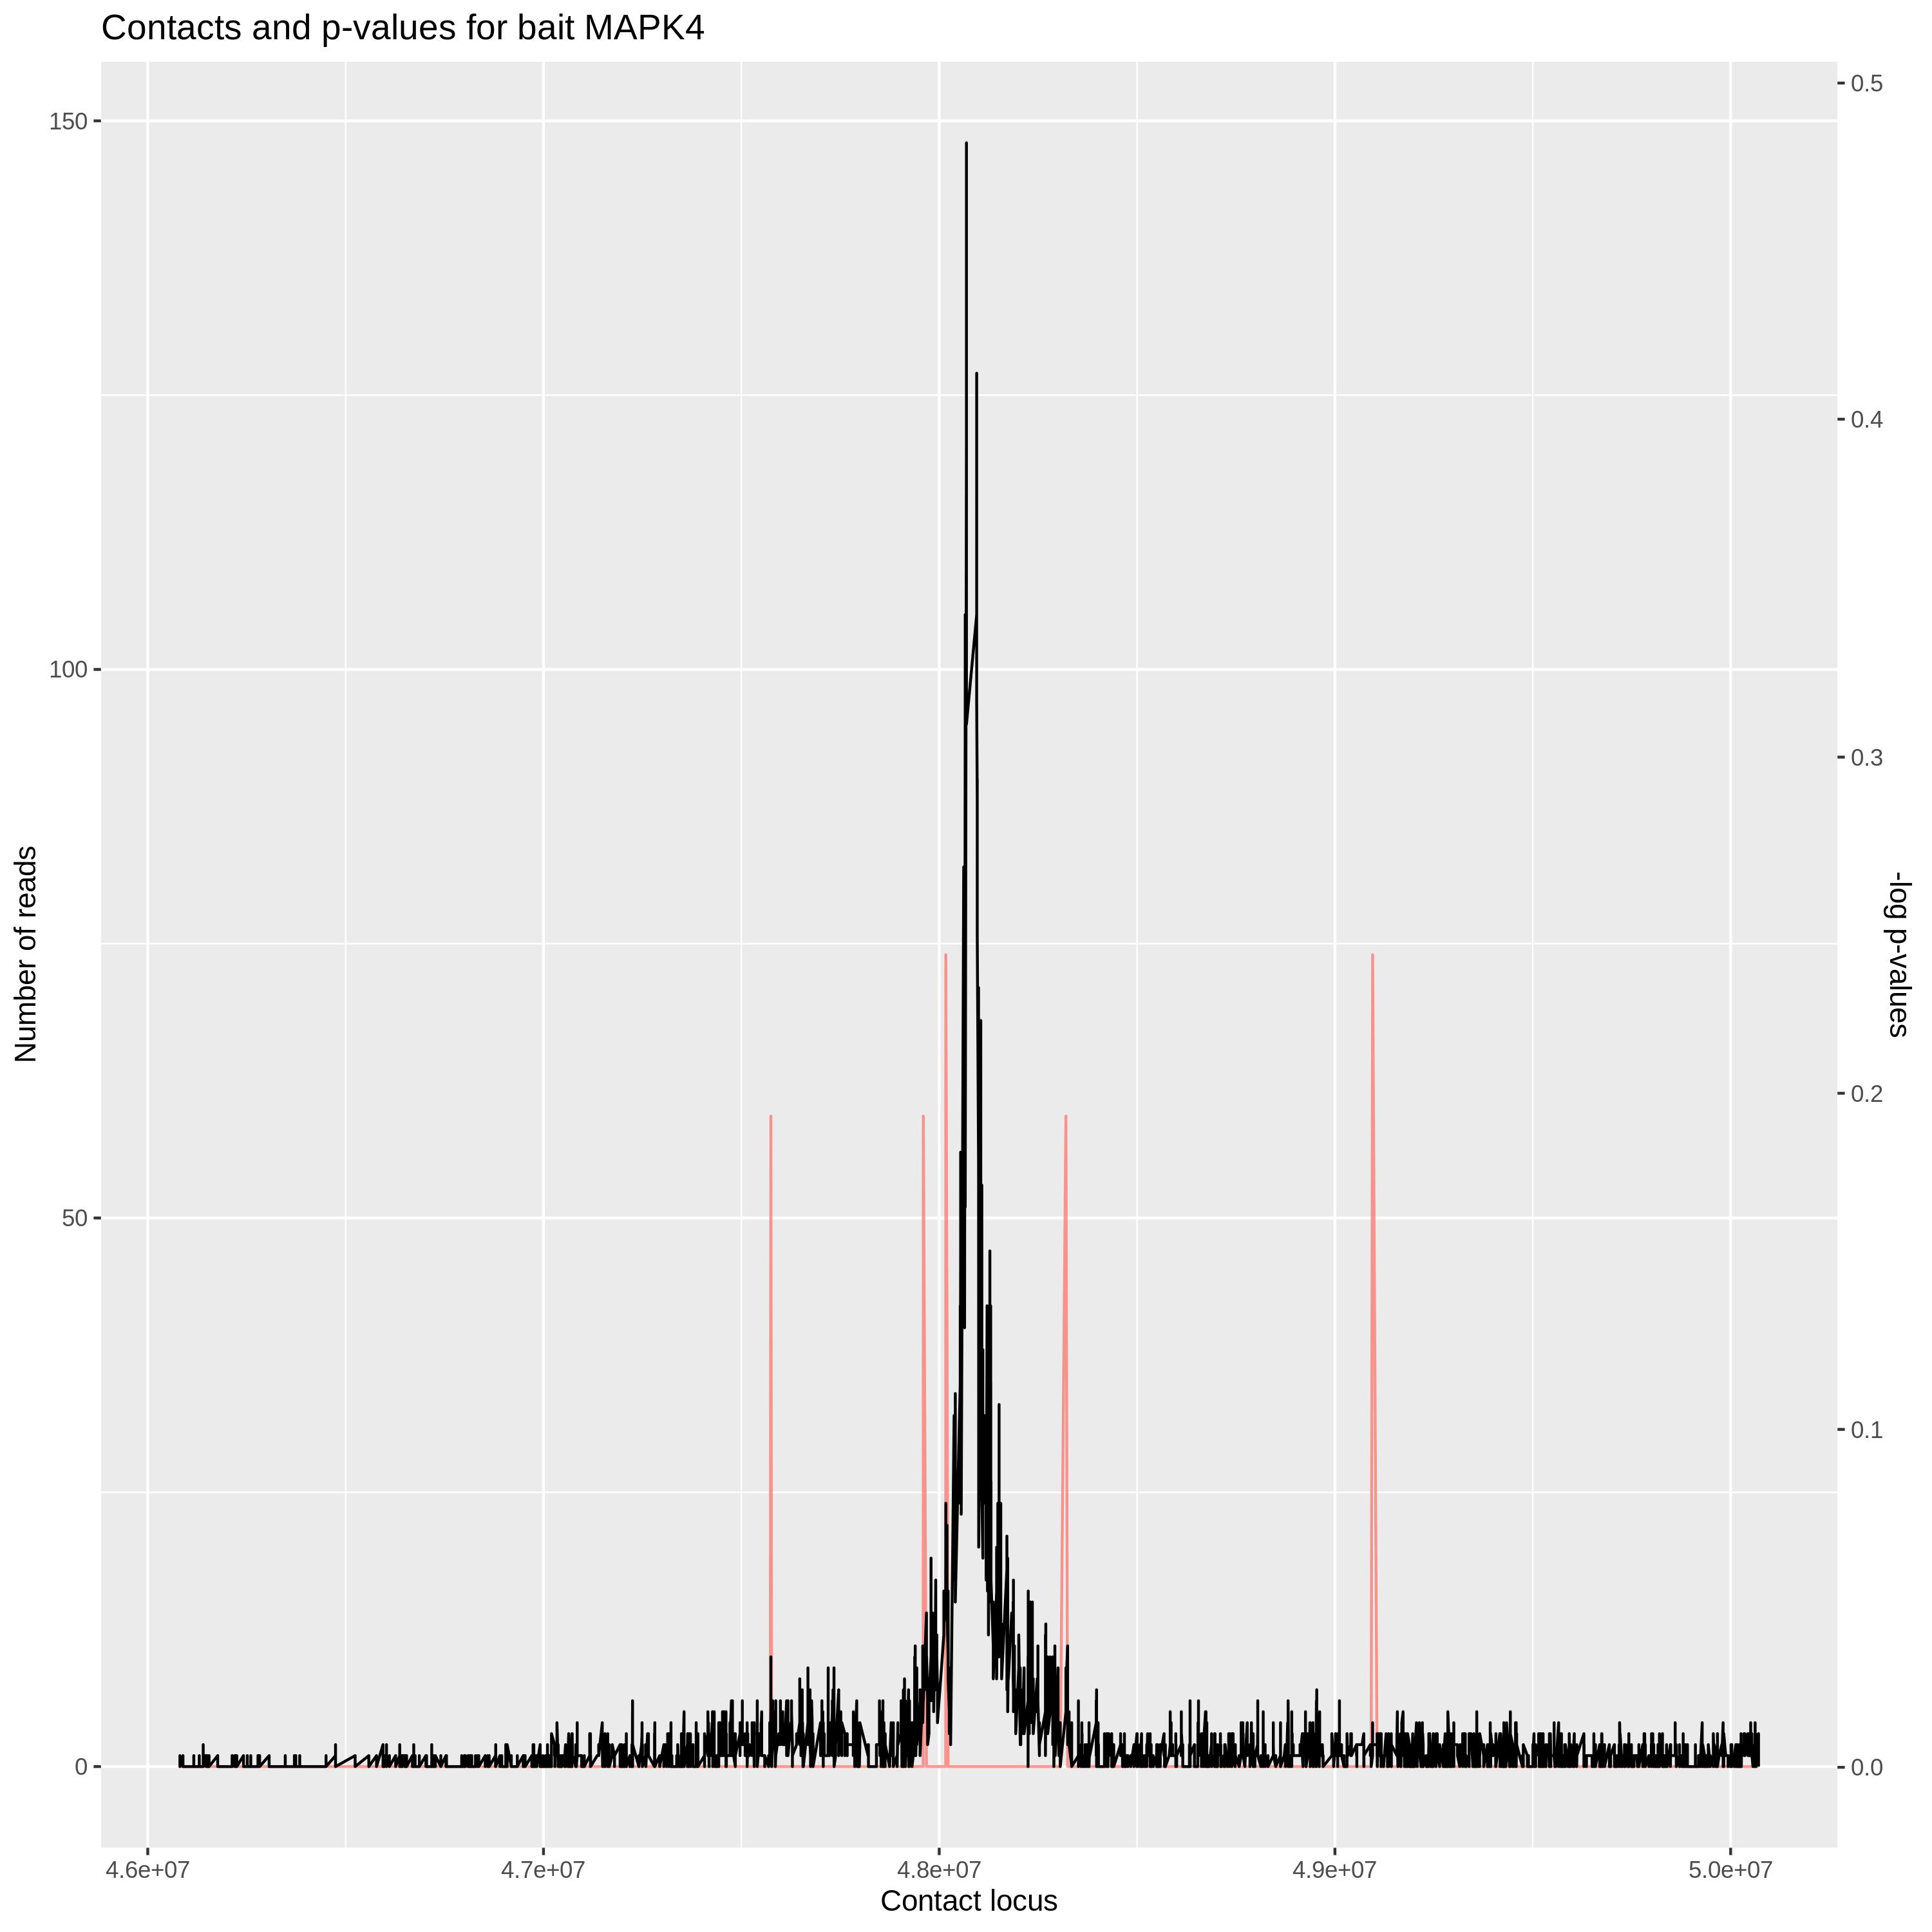 Contacts and p-values for bait MAPK4
Number of reads
150
100
50
0
0.5
0.4
0.3
0.2
0.1
0.0
-log p-values
4.6e+07
4.7e+07
4.8e+07
4.9e+07
5.0e+07
Contact locus